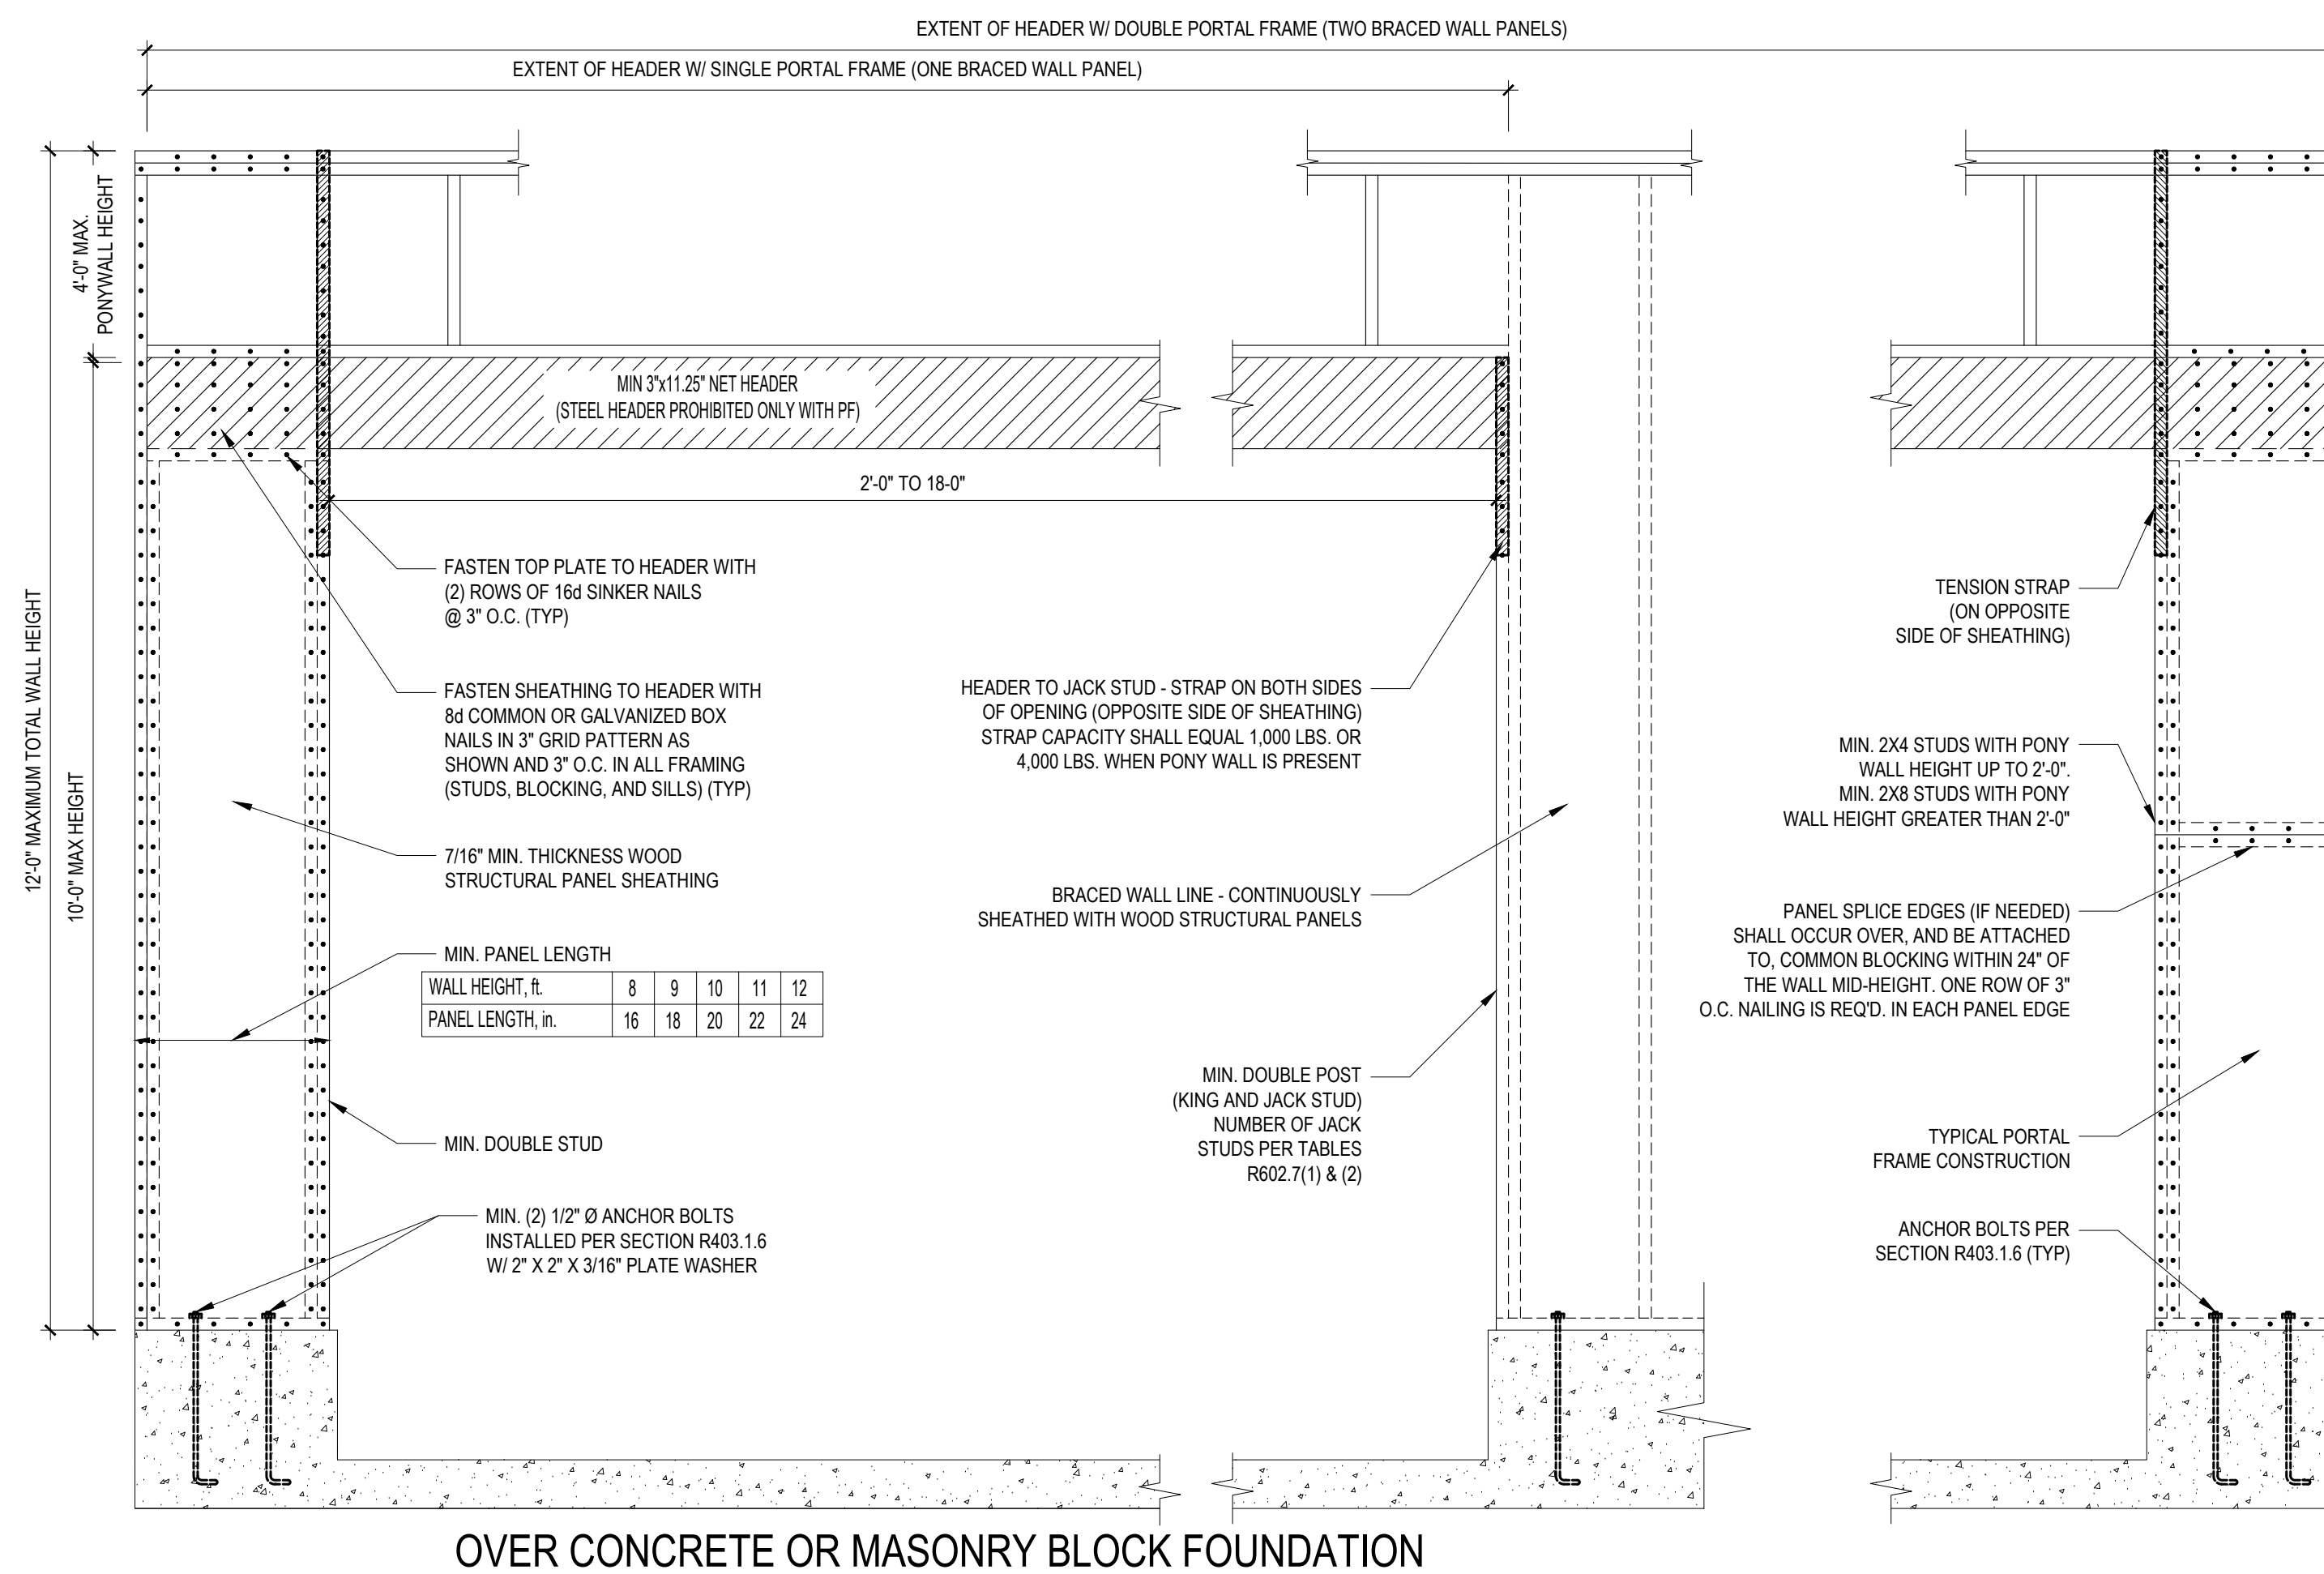 EXTENT OF HEADER W/ DOUBLE PORTAL FRAME (TWO BRACED WALL PANELS)
EXTENT OF HEADER W/ SINGLE PORTAL FRAME (ONE BRACED WALL PANEL)
4'-0" MAX.
PONYWALL HEIGHT
12'-0" MAXIMUM TOTAL WALL HEIGHT
10'-0" MAX HEIGHT
MIN 3"x11.25" NET HEADER
(STEEL HEADER PROHIBITED ONLY WITH PF)
2'-0" TO 18-0"
FASTEN TOP PLATE TO HEADER WITH
(2) ROWS OF 16d SINKER NAILS
@ 3" O.C. (TYP)
FASTEN SHEATHING TO HEADER WITH
8d COMMON OR GALVANIZED BOX
NAILS IN 3" GRID PATTERN AS
SHOWN AND 3" O.C. IN ALL FRAMING
(STUDS, BLOCKING, AND SILLS) (TYP)
7/16" MIN. THICKNESS WOOD
STRUCTURAL PANEL SHEATHING
MIN. PANEL LENGTH
WALL HEIGHT, ft. 8 9 10 11 12
PANEL LENGTH, in. 16 18 20 22 24
MIN. DOUBLE STUD
MIN. (2) 1/2" Ø ANCHOR BOLTS
INSTALLED PER SECTION R403.1.6
W/ 2" X 2" X 3/16" PLATE WASHER
HEADER TO JACK STUD - STRAP ON BOTH SIDES
OF OPENING (OPPOSITE SIDE OF SHEATHING)
STRAP CAPACITY SHALL EQUAL 1,000 LBS. OR
4,000 LBS. WHEN PONY WALL IS PRESENT
BRACED WALL LINE - CONTINUOUSLY
SHEATHED WITH WOOD STRUCTURAL PANELS
MIN. DOUBLE POST
(KING AND JACK STUD)
NUMBER OF JACK
STUDS PER TABLES
R602.7(1) & (2)
TENSION STRAP
(ON OPPOSITE
SIDE OF SHEATHING)
MIN. 2X4 STUDS WITH PONY
WALL HEIGHT UP TO 2'-0".
MIN. 2X8 STUDS WITH PONY
WALL HEIGHT GREATER THAN 2'-0"
PANEL SPLICE EDGES (IF NEEDED)
SHALL OCCUR OVER, AND BE ATTACHED
TO, COMMON BLOCKING WITHIN 24" OF
THE WALL MID-HEIGHT. ONE ROW OF 3"
O.C. NAILING IS REQ'D. IN EACH PANEL EDGE
TYPICAL PORTAL
FRAME CONSTRUCTION
ANCHOR BOLTS PER
SECTION R403.1.6 (TYP)
OVER CONCRETE OR MASONRY BLOCK FOUNDATION